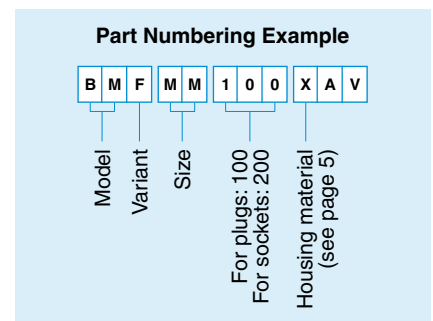 Part Numbering Example
B M F M M 1 0 0 X A V
Model
Variant
Size
For plugs: 100
For sockets: 200
Housing material
(see page 5)